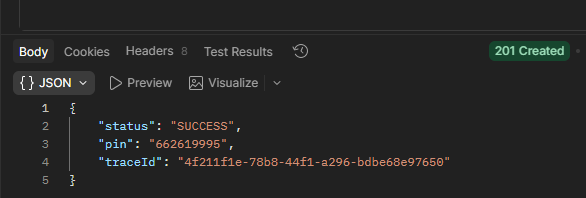 Body Cookies Headers 8 Test Results 201 Created
{} JSON Preview Visualize
1 {
2 "status": "SUCCESS",
3 "pin": "662619995",
4 "traceId": "4f211f1e-78b8-44f1-a296-bdbe68e97650"
5 }